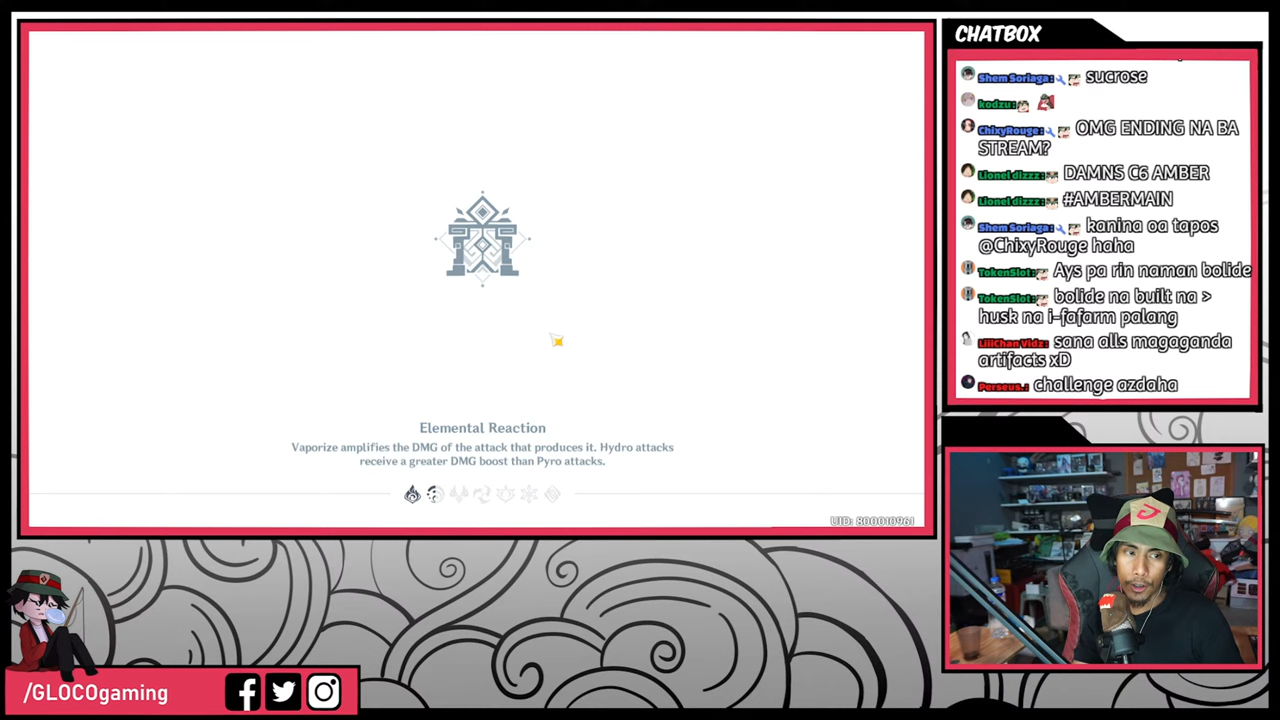 CHATBOX
Shem Soriaga: sucrose
kodzu:
ChixyRouge: OMG ENDING NA BA
STREAM?
Lionel dizzz: DAMNS C6 AMBER
Lionel dizzz: #AMBERMAIN
Shem Soriaga: kanina oa tapos
@ChixyRouge haha
TokenSlot: Ays pa rin naman bolide
TokenSlot: bolide na built na >
husk na i-fafarm palang
LiiiChan Vidz: sana alls magaganda
artifacts xD
Perseus.: challenge azdaha
Elemental Reaction
Vaporize amplifies the DMG of the attack that produces it. Hydro attacks
receive a greater DMG boost than Pyro attacks.
UID: 800010961
/GLOCOgaming